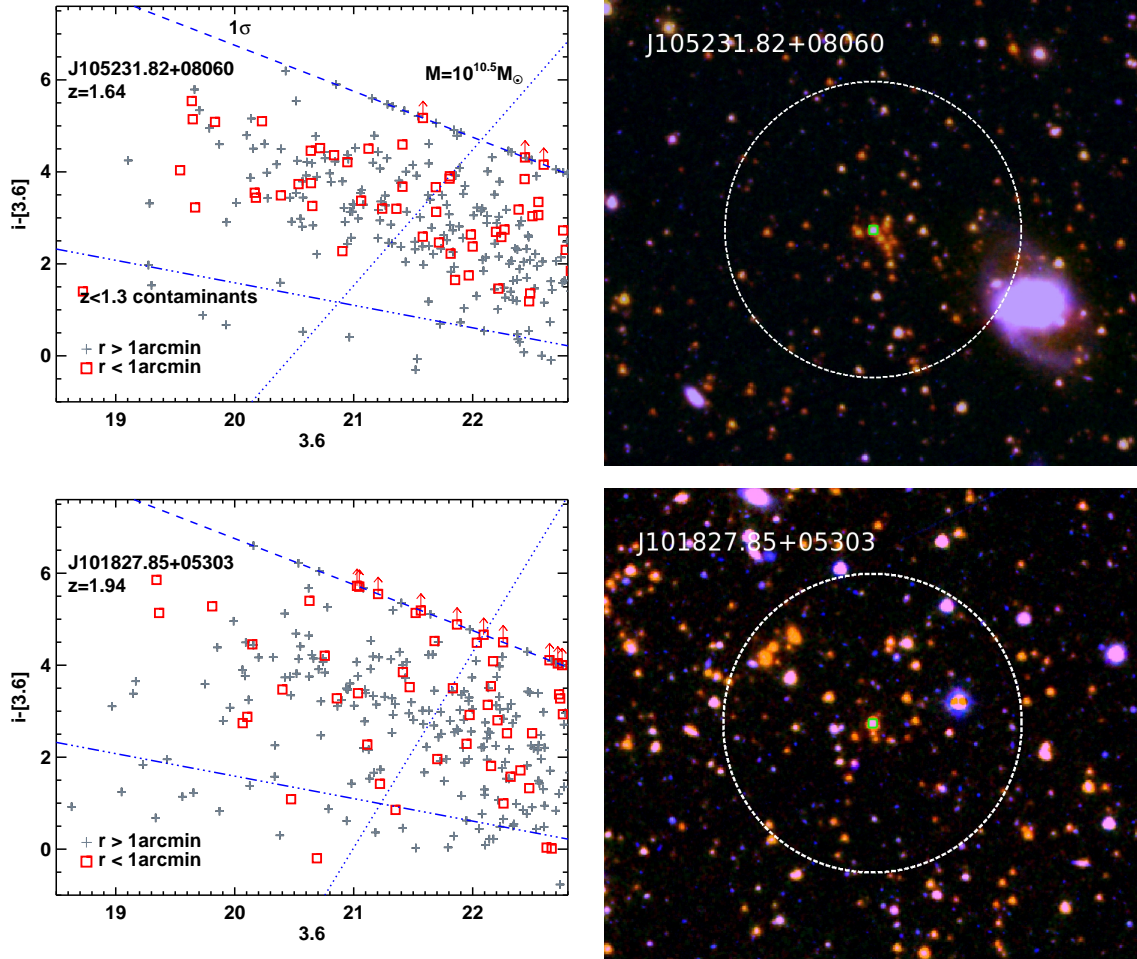 1σ
J105231.82+08060
z=1.64
M=10^10.5M☉
6
4
2
0
i-[3.6]
z<1.3 contaminants
r > 1arcmin
r < 1arcmin
19 20 21 22
3.6
J105231.82+08060
J101827.85+05303
z=1.94
6
4
2
0
i-[3.6]
r > 1arcmin
r < 1arcmin
19 20 21 22
3.6
J101827.85+05303